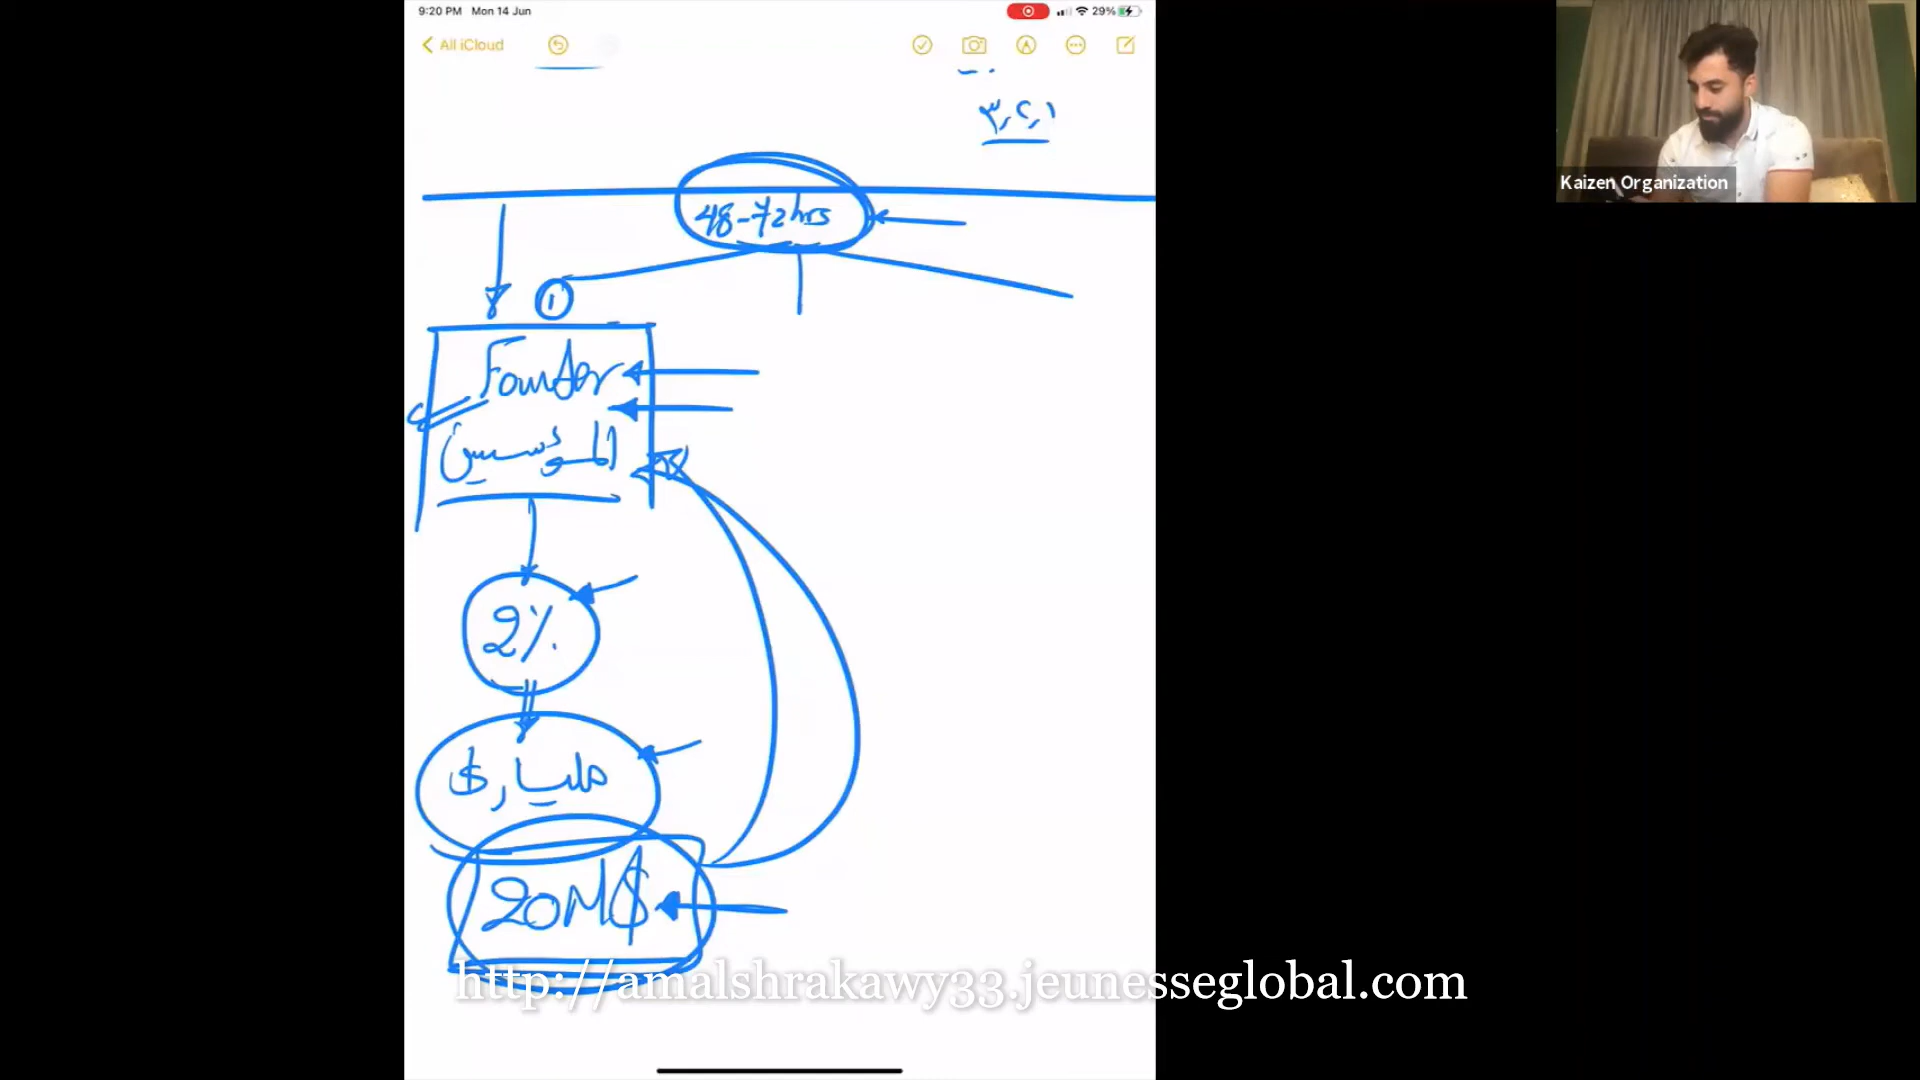 9:20 PM Mon 14 Jun
29%
All iCloud
Kaizen Organization
٣،٢،١
48-72hrs
1
Founder
المؤسسين
2%
مليار $
20M$
http://amalshrakawy33.jeunesseglobal.com